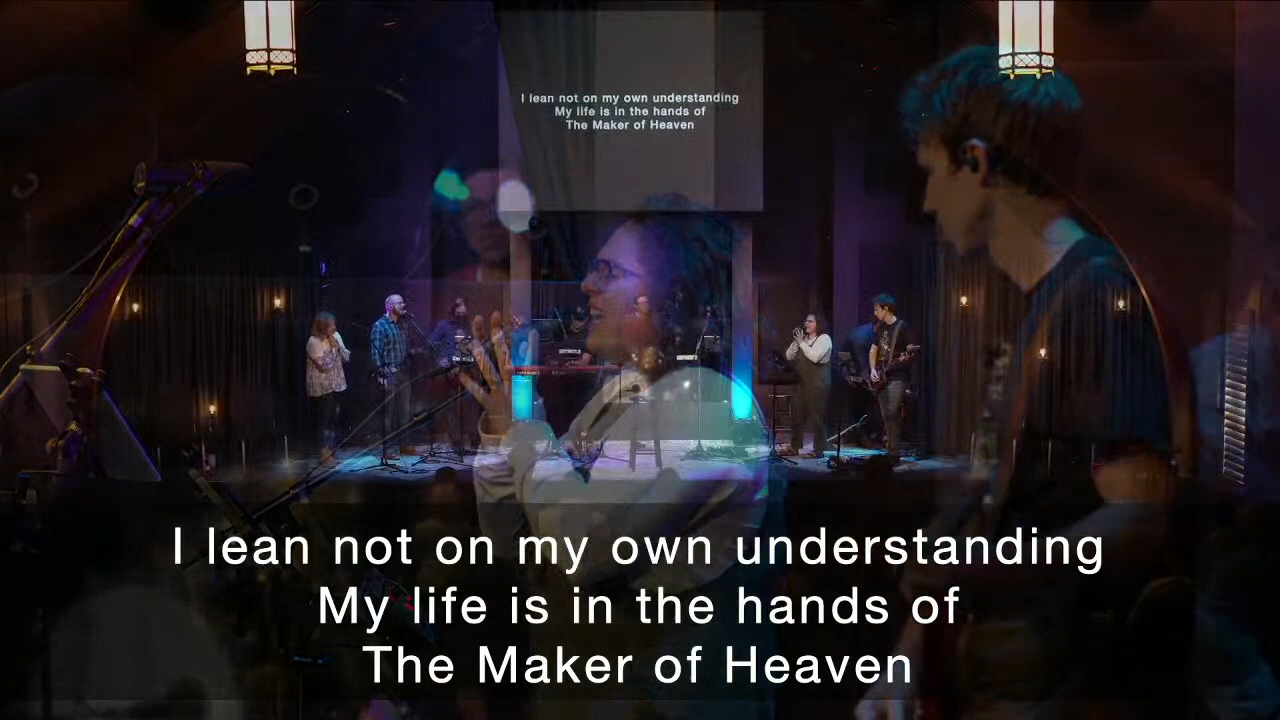 I lean not on my own understanding
My life is in the hands of
The Maker of Heaven
I lean not on my own understanding
My life is in the hands of
The Maker of Heaven